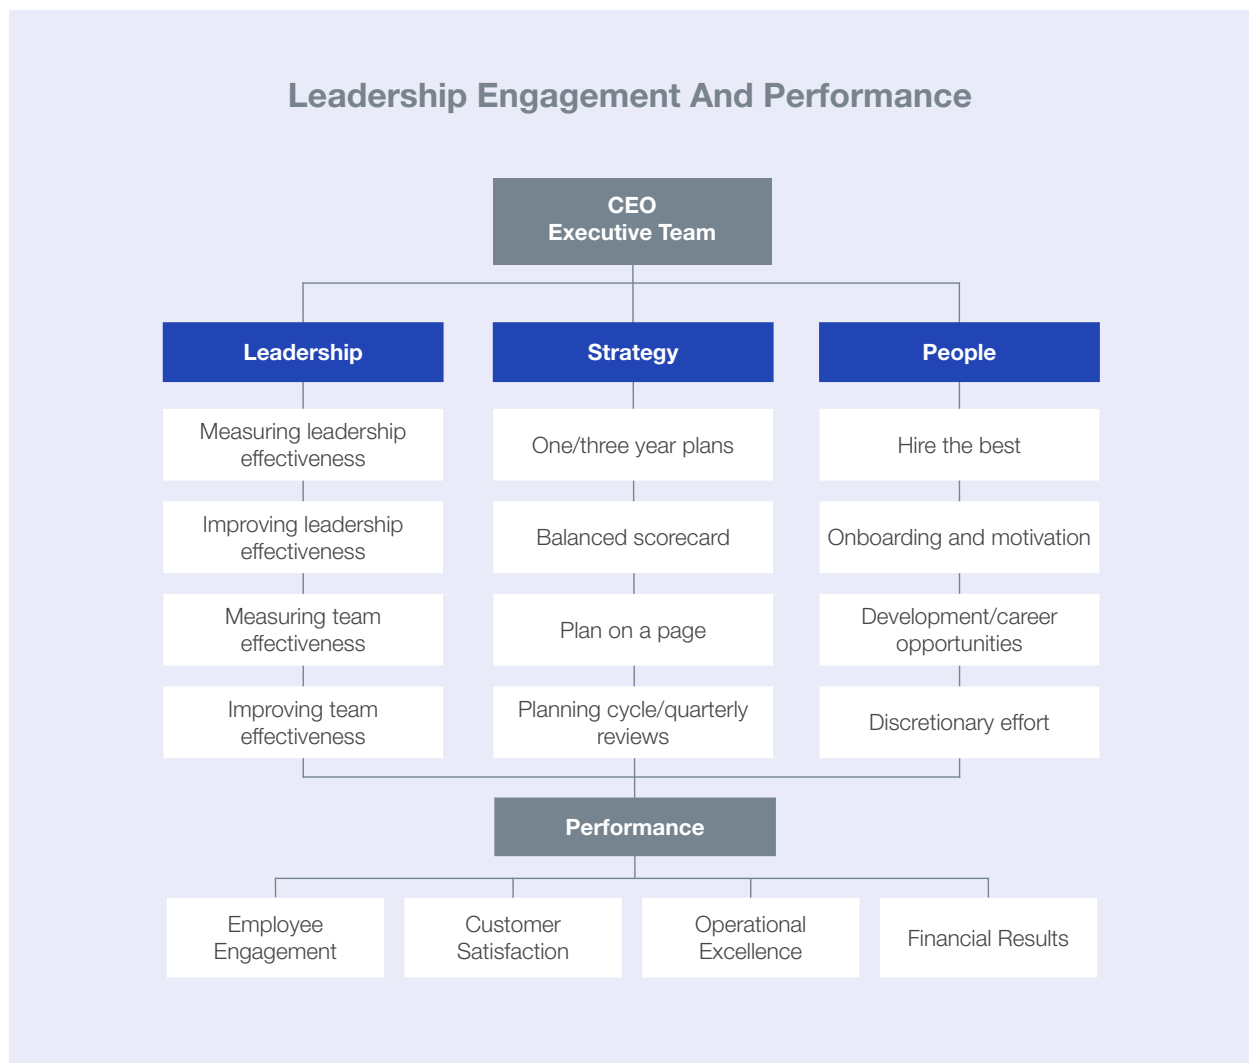 Leadership Engagement And Performance
CEO
Executive Team
Leadership
Strategy
People
Measuring leadership
effectiveness
One/three year plans
Hire the best
Improving leadership
effectiveness
Balanced scorecard
Onboarding and motivation
Measuring team
effectiveness
Plan on a page
Development/career
opportunities
Improving team
effectiveness
Planning cycle/quarterly
reviews
Discretionary effort
Performance
Employee
Engagement
Customer
Satisfaction
Operational
Excellence
Financial Results